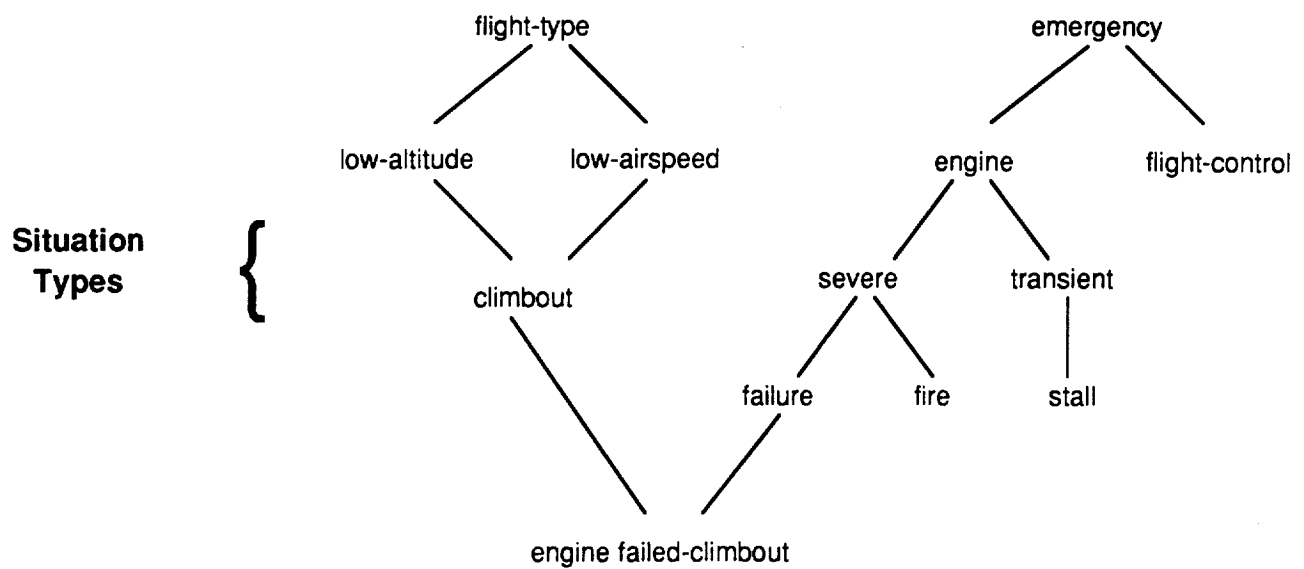 flight-type
emergency
low-altitude
low-airspeed
engine
flight-control
Situation
Types
{
climbout
severe
transient
failure
fire
stall
engine failed-climbout